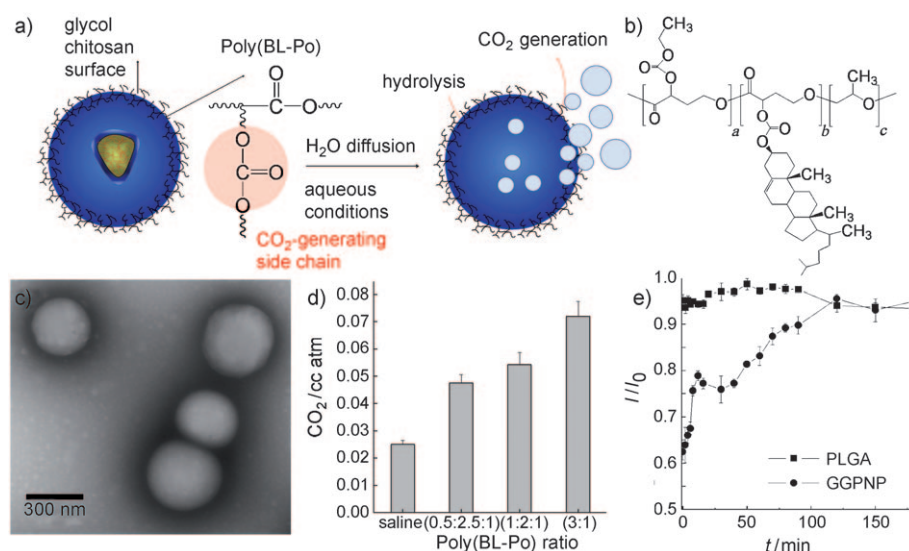 a)
glycol
chitosan
surface
Poly(BL-Po)
O
C
O
O
C
O
O
CO₂-generating
side chain
H₂O diffusion
aqueous
conditions
hydrolysis
CO₂ generation
b)
CH₃
O
O
O
O
O
O
a
O
O
b
CH₃
O
c
O
O
O
CH₃
CH₃
CH₃
c)
300 nm
d)
CO₂/cc atm
0.08
0.07
0.06
0.05
0.04
0.03
0.02
0.01
0.00
saline (0.5:2.5:1) (1:2:1) (3:1)
Poly(BL-Po) ratio
e)
I/I₀
1.0
0.9
0.8
0.7
0.6
0.5
PLGA
GGPNP
0 60 120 180
t/min